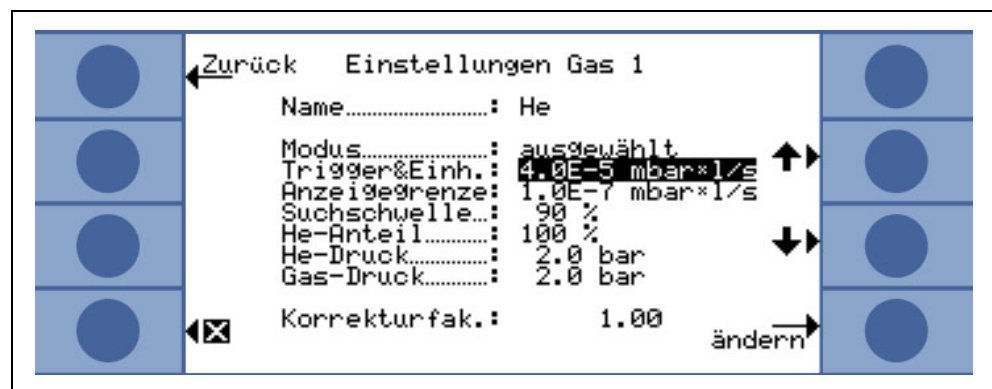 Zurück Einstellungen Gas 1
Name........................: He
Modus.....................: ausgewählt
Trigger&Einh.: 4.0E-5 mbar*l/s
Anzeigegrenze: 1.0E-7 mbar*l/s
Suchschwelle...: 90 %
He-Anteil...........: 100 %
He-Druck.............: 2.0 bar
Gas-Druck...........: 2.0 bar
Korrekturfak.: 1.00
ändern